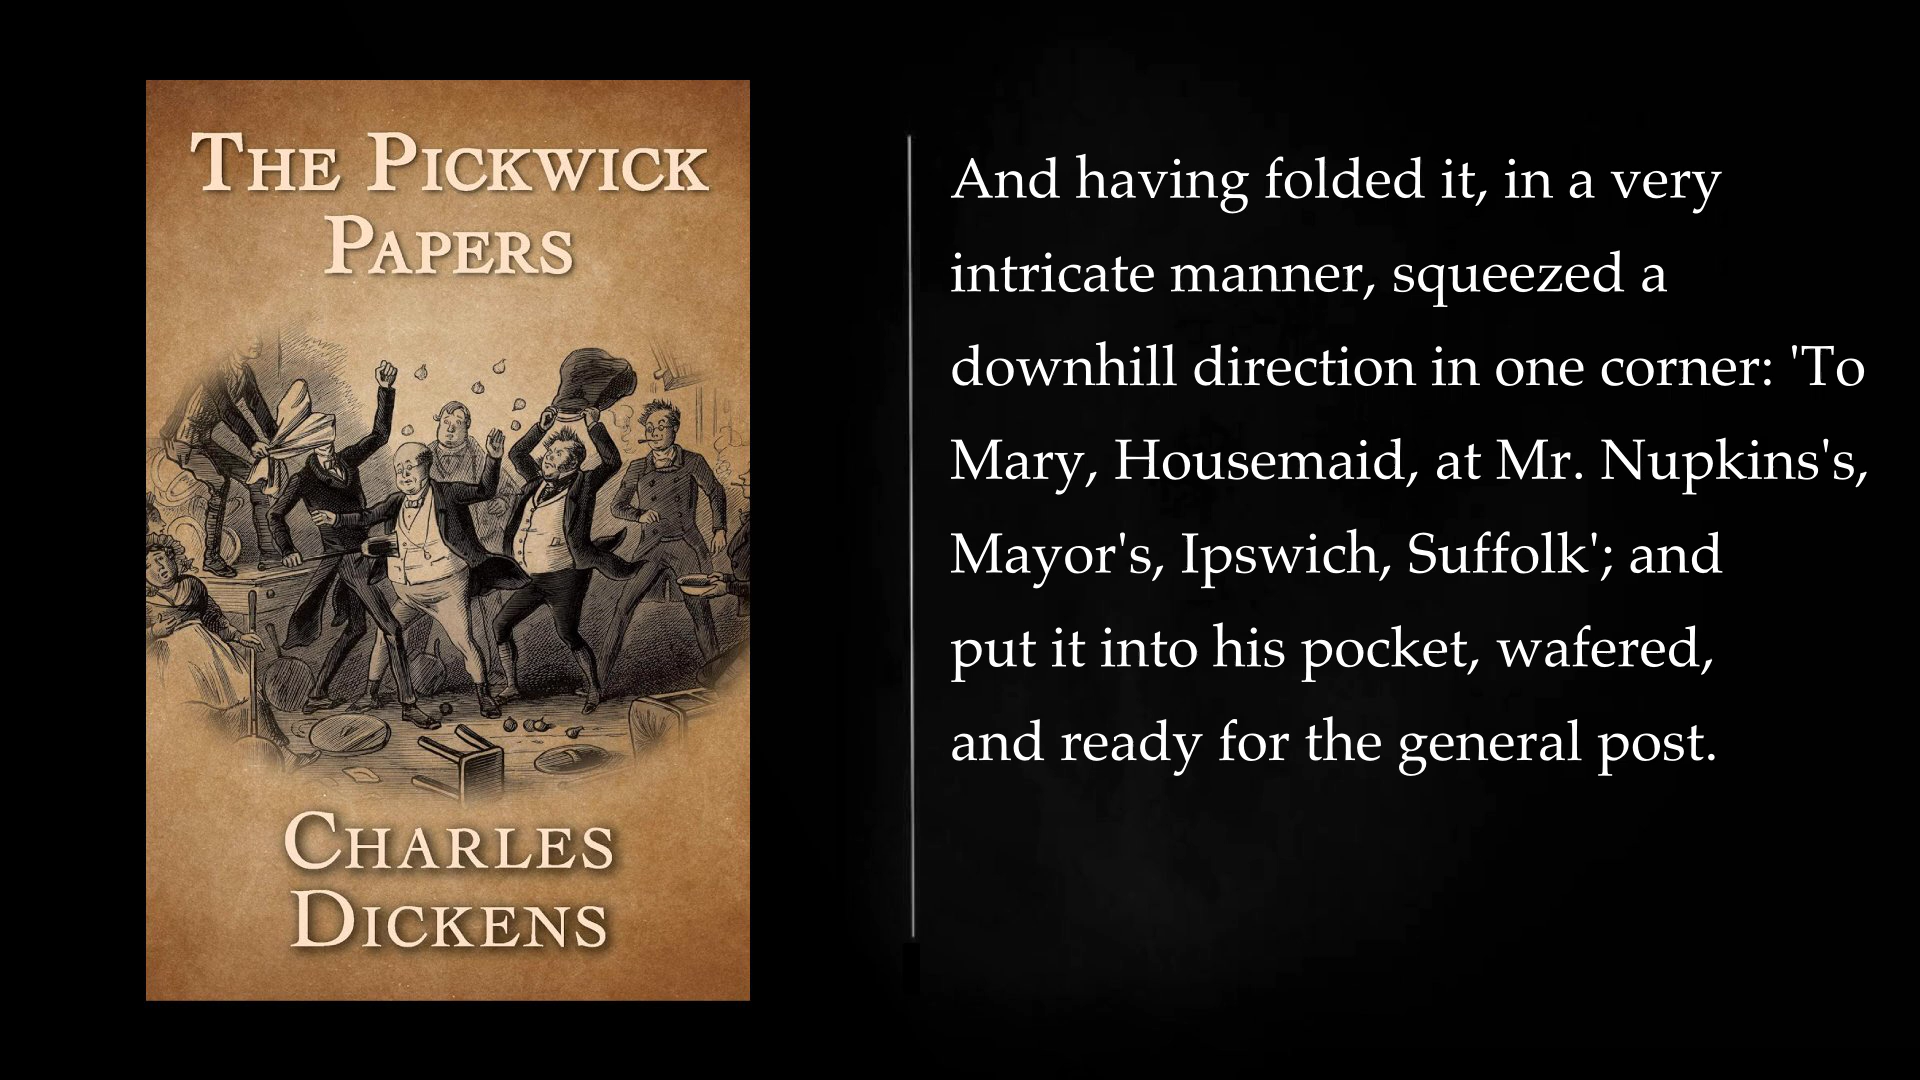 The Pickwick
Papers
Charles
Dickens
And having folded it, in a very
intricate manner, squeezed a
downhill direction in one corner: 'To
Mary, Housemaid, at Mr. Nupkins's,
Mayor's, Ipswich, Suffolk'; and
put it into his pocket, wafered,
and ready for the general post.